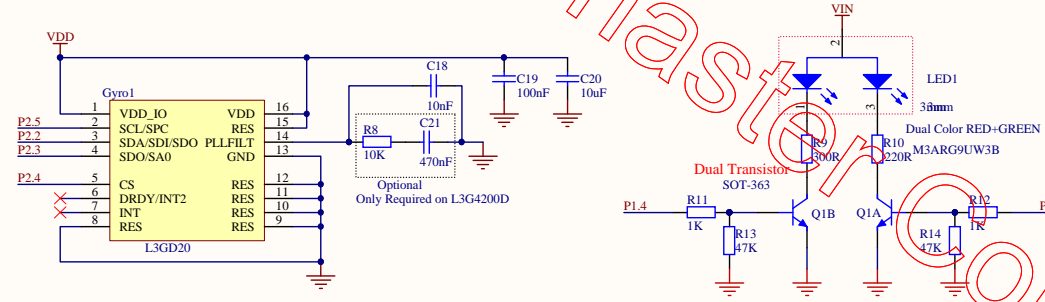 VDD
Gyro1
1 VDD_IO VDD 16
P2.5 2 SCL/SPC RES 15
P2.2 3 SDA/SDI/SDO PLLFILT 14
P2.3 4 SDO/SA0 GND 13
P2.4 5 CS RES 12
6 DRDY/INT2 RES 11
7 INT RES 10
8 RES RES 9
L3GD20
C18
10nF
R8
10K
C21
470nF
Optional
Only Required on L3G4200D
C19
100nF
C20
10uF
VIN
2
LED1
3mm
1
3
Dual Color RED+GREEN
M3ARG9UW3B
R9
300R
R10
220R
Dual Transistor
SOT-363
P1.4
R11
1K
R13
47K
Q1B
Q1A
R12
1K
R14
47K
P
master
Co